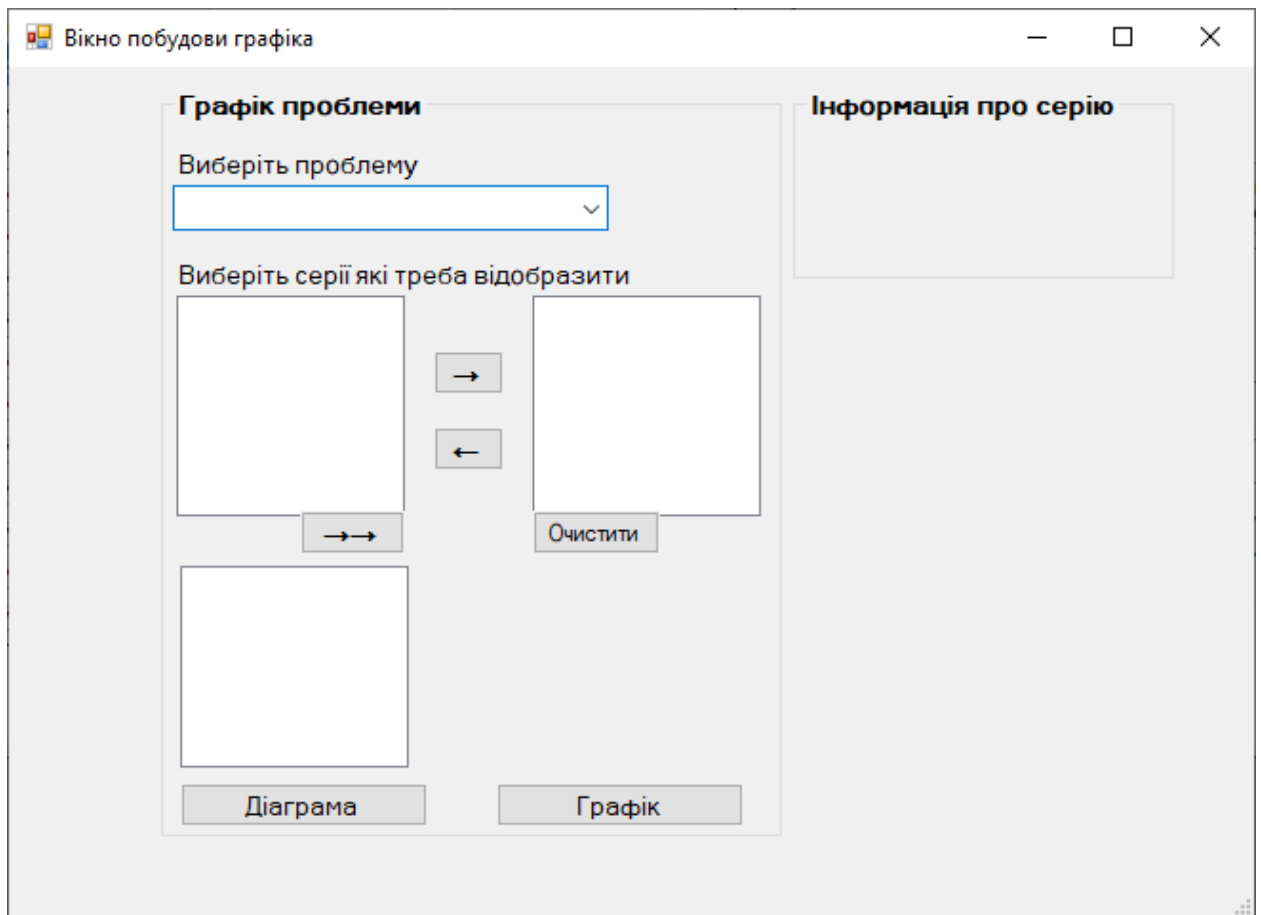 Вікно побудови графіка
Графік проблеми
Виберіть проблему
Виберіть серії які треба відобразити
→
←
→→
Очистити
Діаграма
Графік
Інформація про серію